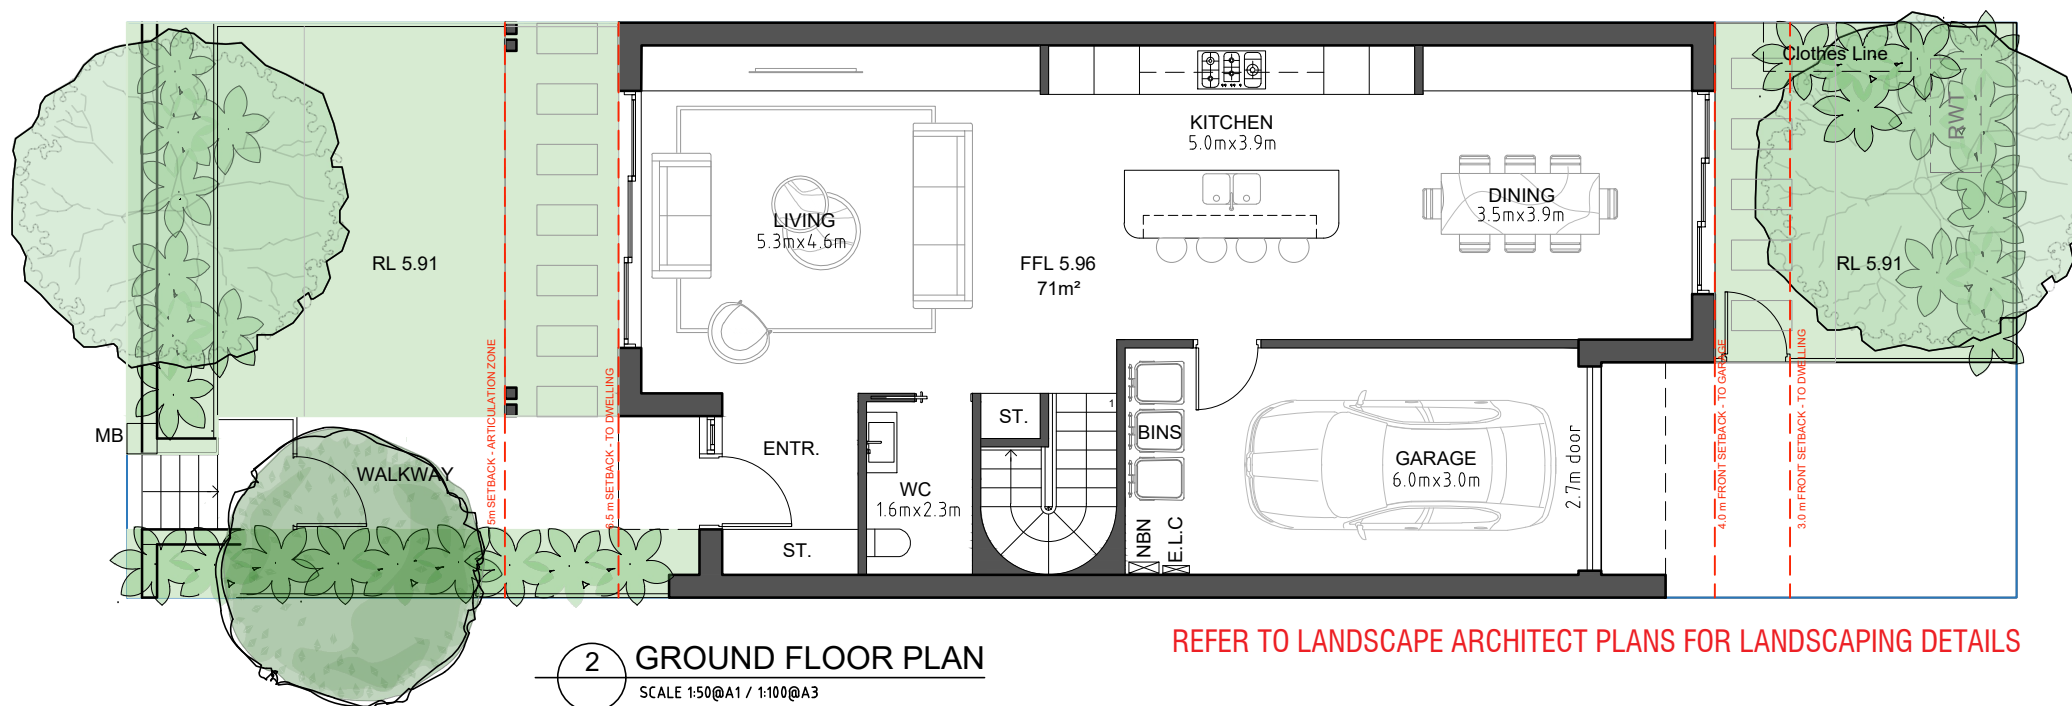 Clothes Line
RWT
KITCHEN
5.0mx3.9m
DINING
3.5mx3.9m
LIVING
5.3mx4.6m
RL 5.91
FFL 5.96
71m²
RL 5.91
5m SETBACK - ARTICULATION ZONE
6.5 m SETBACK - TO DWELLING
4.0 m FRONT SETBACK - TO GARAGE
3.0 m FRONT SETBACK - TO DWELLING
MB
WALKWAY
ENTR.
ST.
1
BINS
WC
1.6mx2.3m
GARAGE
6.0mx3.0m
2.7m door
ST.
NBN
E.L.C
2
GROUND FLOOR PLAN
SCALE 1:50@A1 / 1:100@A3
REFER TO LANDSCAPE ARCHITECT PLANS FOR LANDSCAPING DETAILS